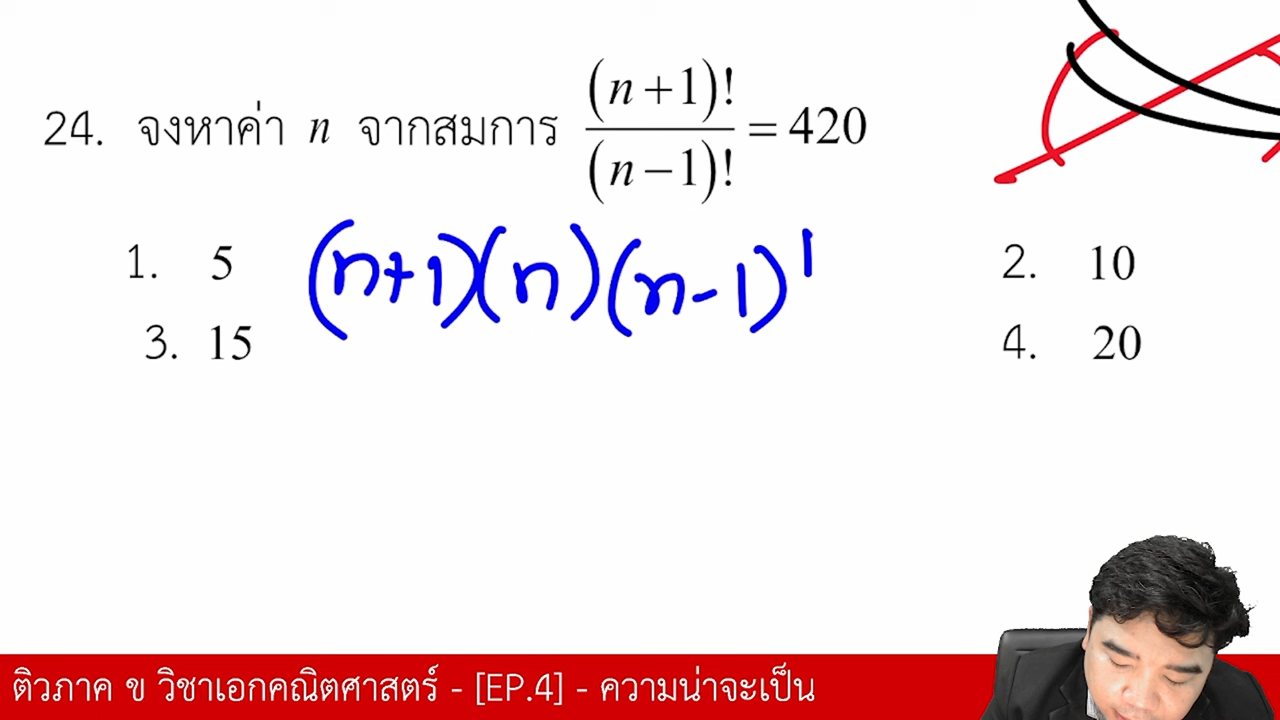 24. จงหาค่า n จากสมการ (n+1)!/(n−1)! = 420
(n+1)(n)(n-1)!
1. 5
2. 10
3. 15
4. 20
ติวภาค ข วิชาเอกคณิตศาสตร์ - [EP.4] - ความน่าจะเป็น